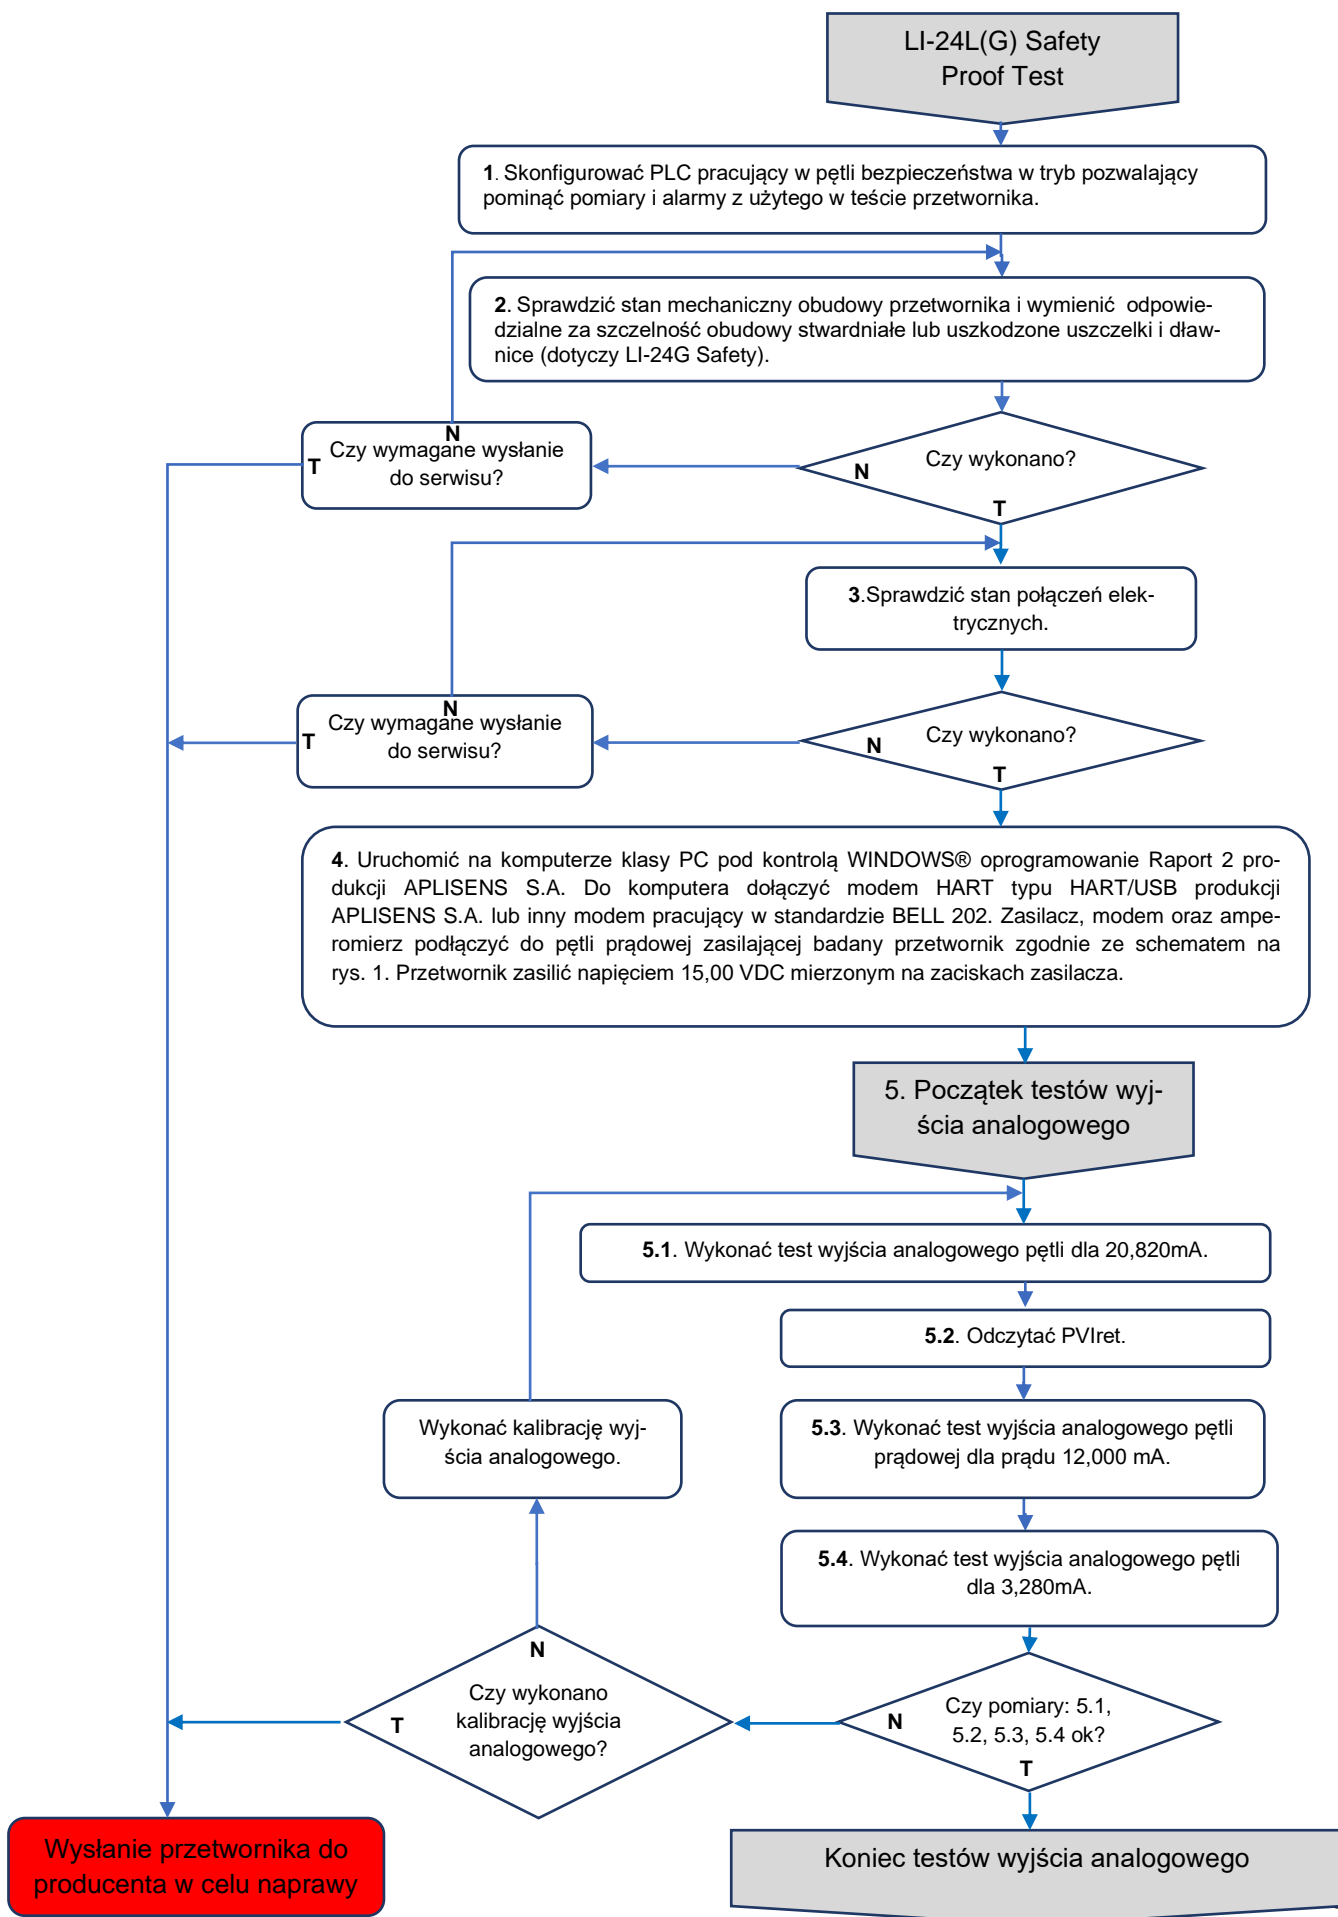 LI-24L(G) Safety
Proof Test
1. Skonfigurować PLC pracujący w pętli bezpieczeństwa w tryb pozwalający
pominąć pomiary i alarmy z użytego w teście przetwornika.
2. Sprawdzić stan mechaniczny obudowy przetwornika i wymienić odpowie-
dzialne za szczelność obudowy stwardniałe lub uszkodzone uszczelki i dław-
nice (dotyczy LI-24G Safety).
N
Czy wymagane wysłanie
do serwisu?
T
Czy wykonano?
N
T
3.Sprawdzić stan połączeń elek-
trycznych.
N
Czy wymagane wysłanie
do serwisu?
T
Czy wykonano?
N
T
4. Uruchomić na komputerze klasy PC pod kontrolą WINDOWS® oprogramowanie Raport 2 pro-
dukcji APLISENS S.A. Do komputera dołączyć modem HART typu HART/USB produkcji
APLISENS S.A. lub inny modem pracujący w standardzie BELL 202. Zasilacz, modem oraz ampe-
romierz podłączyć do pętli prądowej zasilającej badany przetwornik zgodnie ze schematem na
rys. 1. Przetwornik zasilić napięciem 15,00 VDC mierzonym na zaciskach zasilacza.
5. Początek testów wyj-
ścia analogowego
5.1. Wykonać test wyjścia analogowego pętli dla 20,820mA.
5.2. Odczytać PVIret.
Wykonać kalibrację wyj-
ścia analogowego.
5.3. Wykonać test wyjścia analogowego pętli
prądowej dla prądu 12,000 mA.
5.4. Wykonać test wyjścia analogowego pętli
dla 3,280mA.
N
Czy wykonano
kalibrację wyjścia
analogowego?
T
Czy pomiary: 5.1,
5.2, 5.3, 5.4 ok?
N
T
Wysłanie przetwornika do
producenta w celu naprawy
Koniec testów wyjścia analogowego